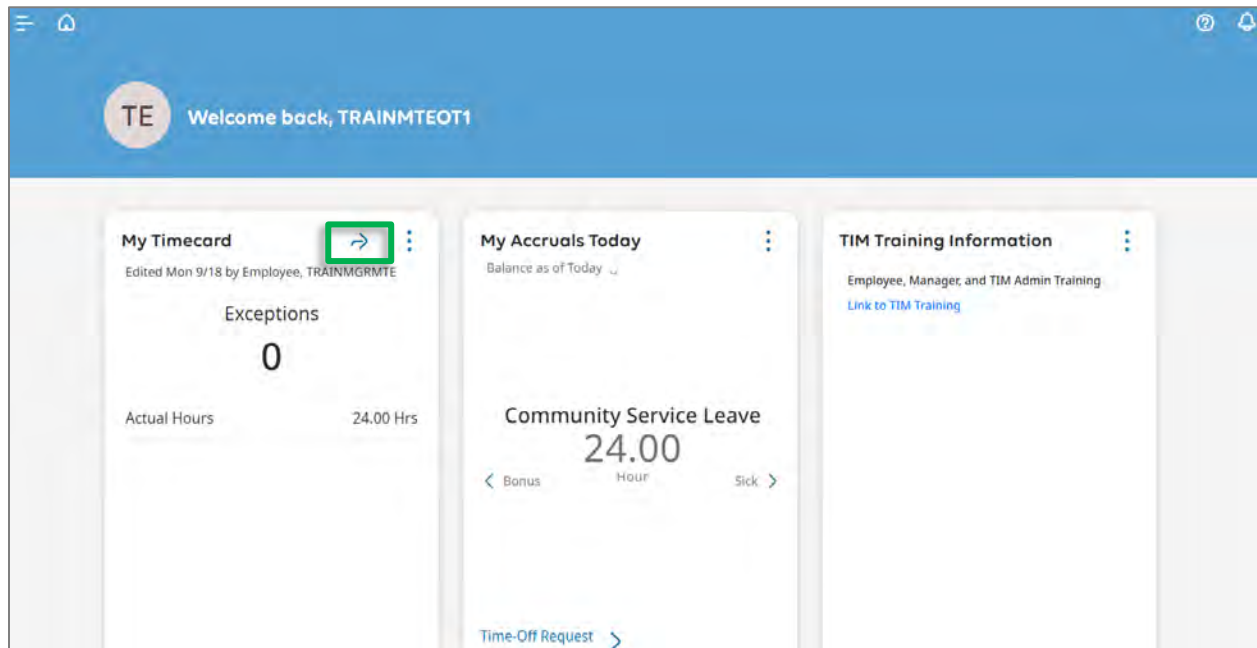 TE
Welcome back, TRAINMTEOT1
My Timecard
Edited Mon 9/18 by Employee, TRAINMGRMTE
Exceptions
0
Actual Hours 24.00 Hrs
My Accruals Today
Balance as of Today
Community Service Leave
24.00
Hour
Bonus
Sick
Time-Off Request
TIM Training Information
Employee, Manager, and TIM Admin Training
Link to TIM Training